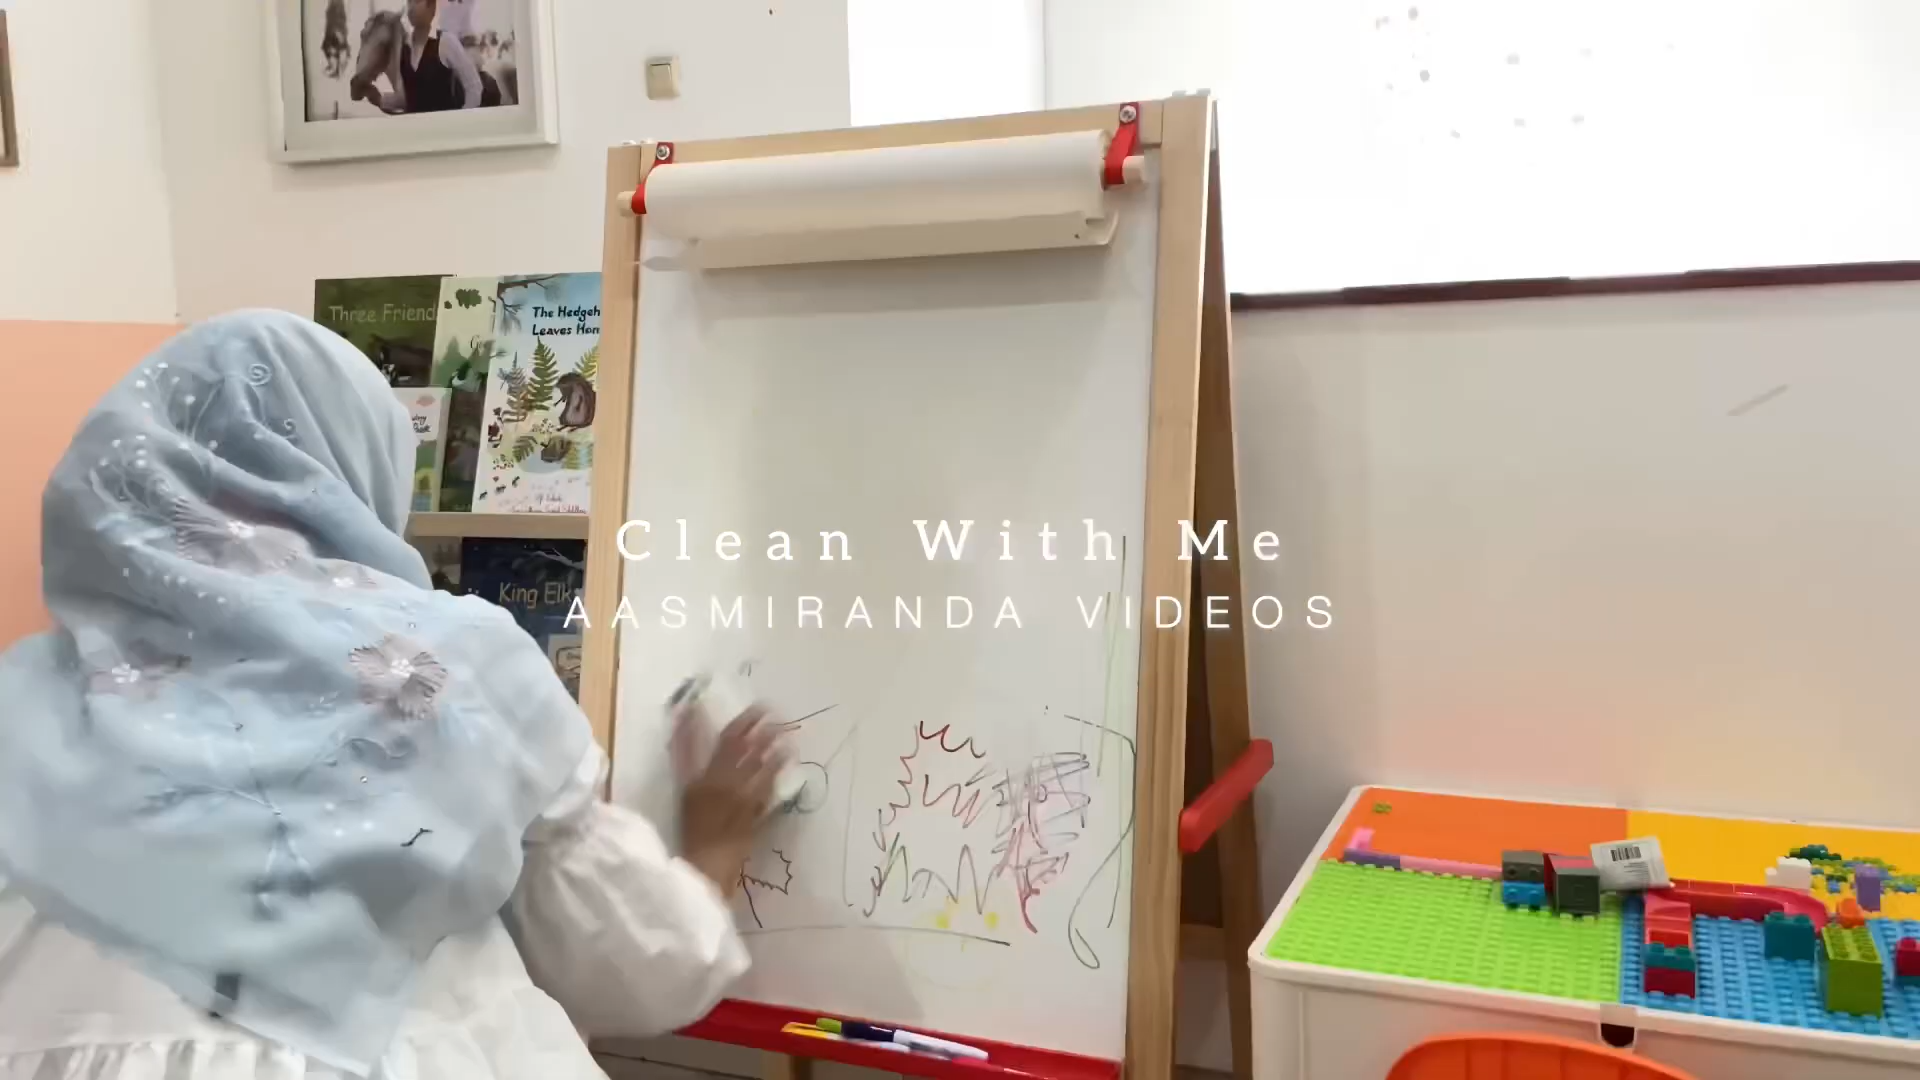 Three Friend
The Hedgeh
Leaves Hom
King Elk
Clean With Me
AASMIRANDA VIDEOS